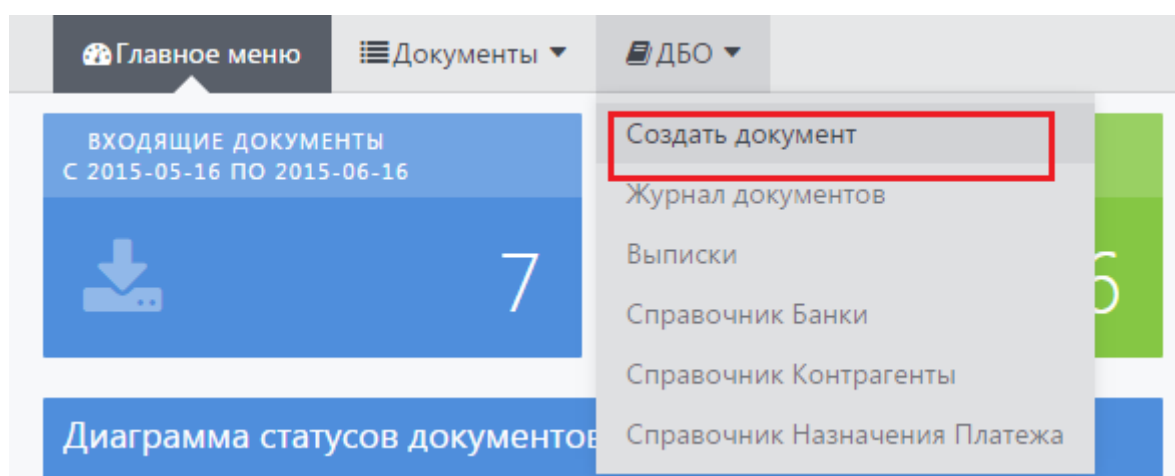 Главное меню
Документы
ДБО
ВХОДЯЩИЕ ДОКУМЕНТЫ
С 2015-05-16 ПО 2015-06-16
7
Создать документ
Журнал документов
Выписки
Справочник Банки
Справочник Контрагенты
Справочник Назначения Платежа
6
Диаграмма статусов документов